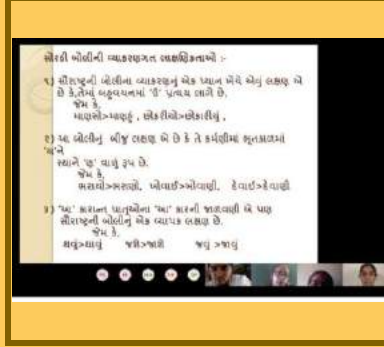 સોરઠી બોલીની વ્યાકરણગત લાક્ષણિકતાઓ :-
૧) સૌરાષ્ટ્રની બોલીના વ્યાકરણનું એક ધ્યાન ખેંચે એવું લક્ષણ એ
છે કે,તેમાં બહુવચનમાં 'ઉં' પ્રત્યય લાગે છે.
જેમ કે,
માણસો>માણહું , છોકરીયો>છોકરીયું ,
૨) આ બોલીનું બીજુ લક્ષણ એ છે કે તે કર્મણીમાં ભૂતકાળમાં
'ય'ને
સ્થાને 'ણ' વાળું રૂપ છે.
જેમ કે,
ભરાયો>ભરાણો, ખોવાઈ>ખોવાણી, દેવાઈ>દેવાણી
૩) 'આ' કારાન્ત ધાતુઓના 'આ' કારની જાળવણી એ પણ
સૌરાષ્ટ્રની બોલીનું એક વ્યાપક લક્ષણ છે.
જેમ કે.
થવું>થાવું જશે>જાશે જવું >જાવું